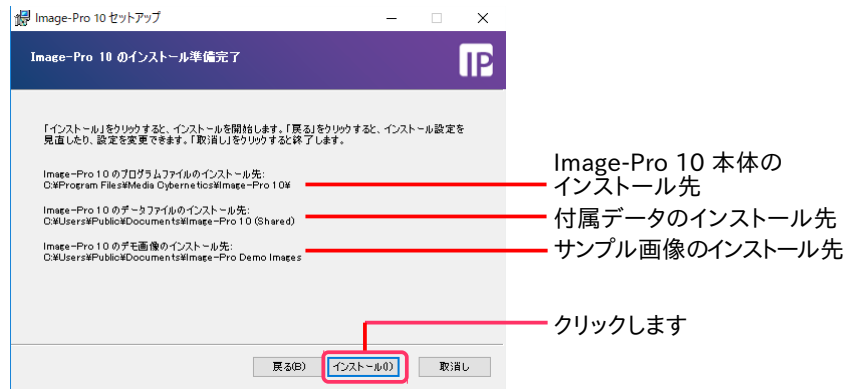 Image-Pro 10 セットアップ
Image-Pro 10 のインストール準備完了
IP
「インストール」をクリックすると、インストールを開始します。「戻る」をクリックすると、インストール設定を
見直したり、設定を変更できます。「取消し」をクリックすると終了します。
Image-Pro 10 のプログラムファイルのインストール先:
C:¥Program Files¥Media Cybernetics¥Image-Pro 10¥
Image-Pro 10 のデータファイルのインストール先:
C:¥Users¥Public¥Documents¥Image-Pro 10 (Shared)
Image-Pro 10 のデモ画像のインストール先:
C:¥Users¥Public¥Documents¥Image-Pro Demo Images
Image-Pro 10 本体の
インストール先
付属データのインストール先
サンプル画像のインストール先
クリックします
戻る(B) インストール(I) 取消し